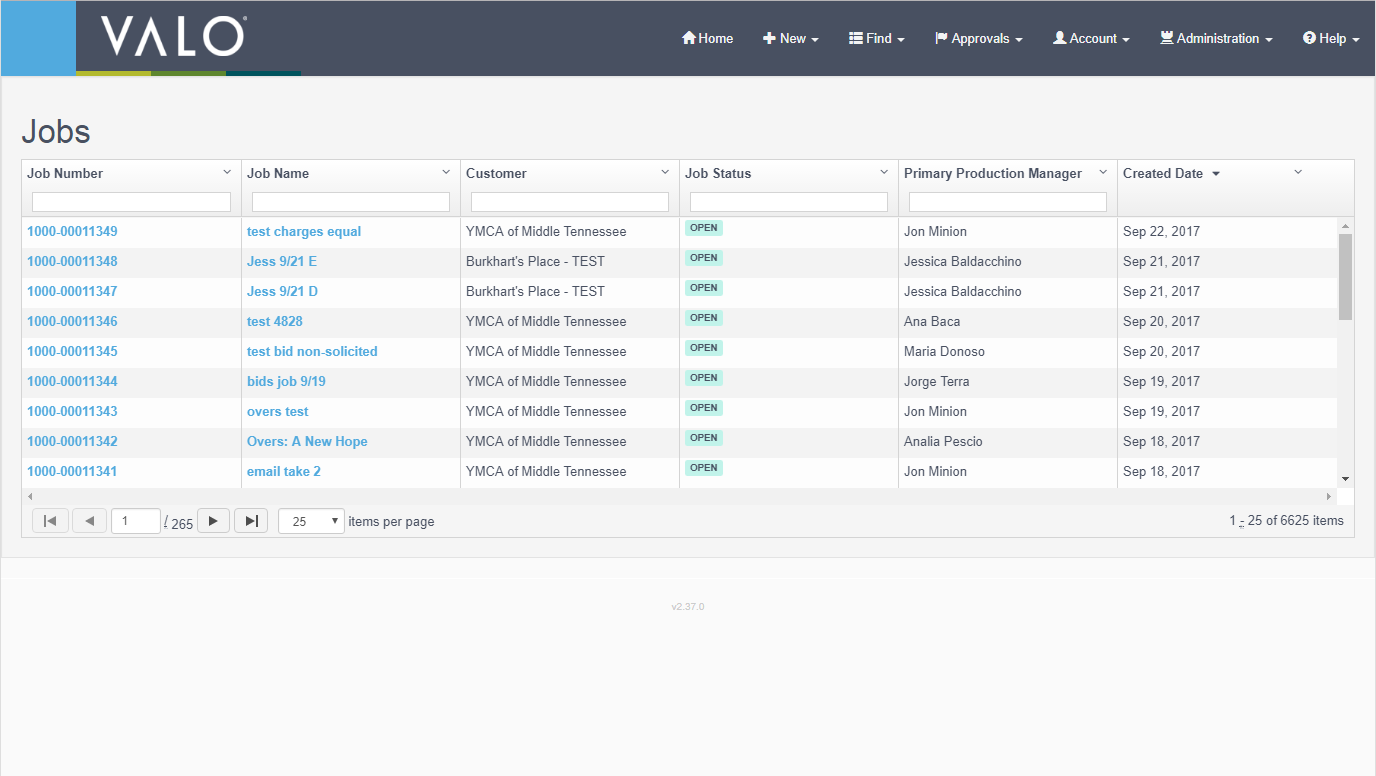 VALO®
Home New Find Approvals Account Administration Help
Jobs
Job Number Job Name Customer Job Status Primary Production Manager Created Date
1000-00011349 test charges equal YMCA of Middle Tennessee OPEN Jon Minion Sep 22, 2017
1000-00011348 Jess 9/21 E Burkhart's Place - TEST OPEN Jessica Baldacchino Sep 21, 2017
1000-00011347 Jess 9/21 D Burkhart's Place - TEST OPEN Jessica Baldacchino Sep 21, 2017
1000-00011346 test 4828 YMCA of Middle Tennessee OPEN Ana Baca Sep 20, 2017
1000-00011345 test bid non-solicited YMCA of Middle Tennessee OPEN Maria Donoso Sep 20, 2017
1000-00011344 bids job 9/19 YMCA of Middle Tennessee OPEN Jorge Terra Sep 19, 2017
1000-00011343 overs test YMCA of Middle Tennessee OPEN Jon Minion Sep 19, 2017
1000-00011342 Overs: A New Hope YMCA of Middle Tennessee OPEN Analia Pescio Sep 18, 2017
1000-00011341 email take 2 YMCA of Middle Tennessee OPEN Jon Minion Sep 18, 2017
1 / 265 25 items per page 1 - 25 of 6625 items
v2.37.0